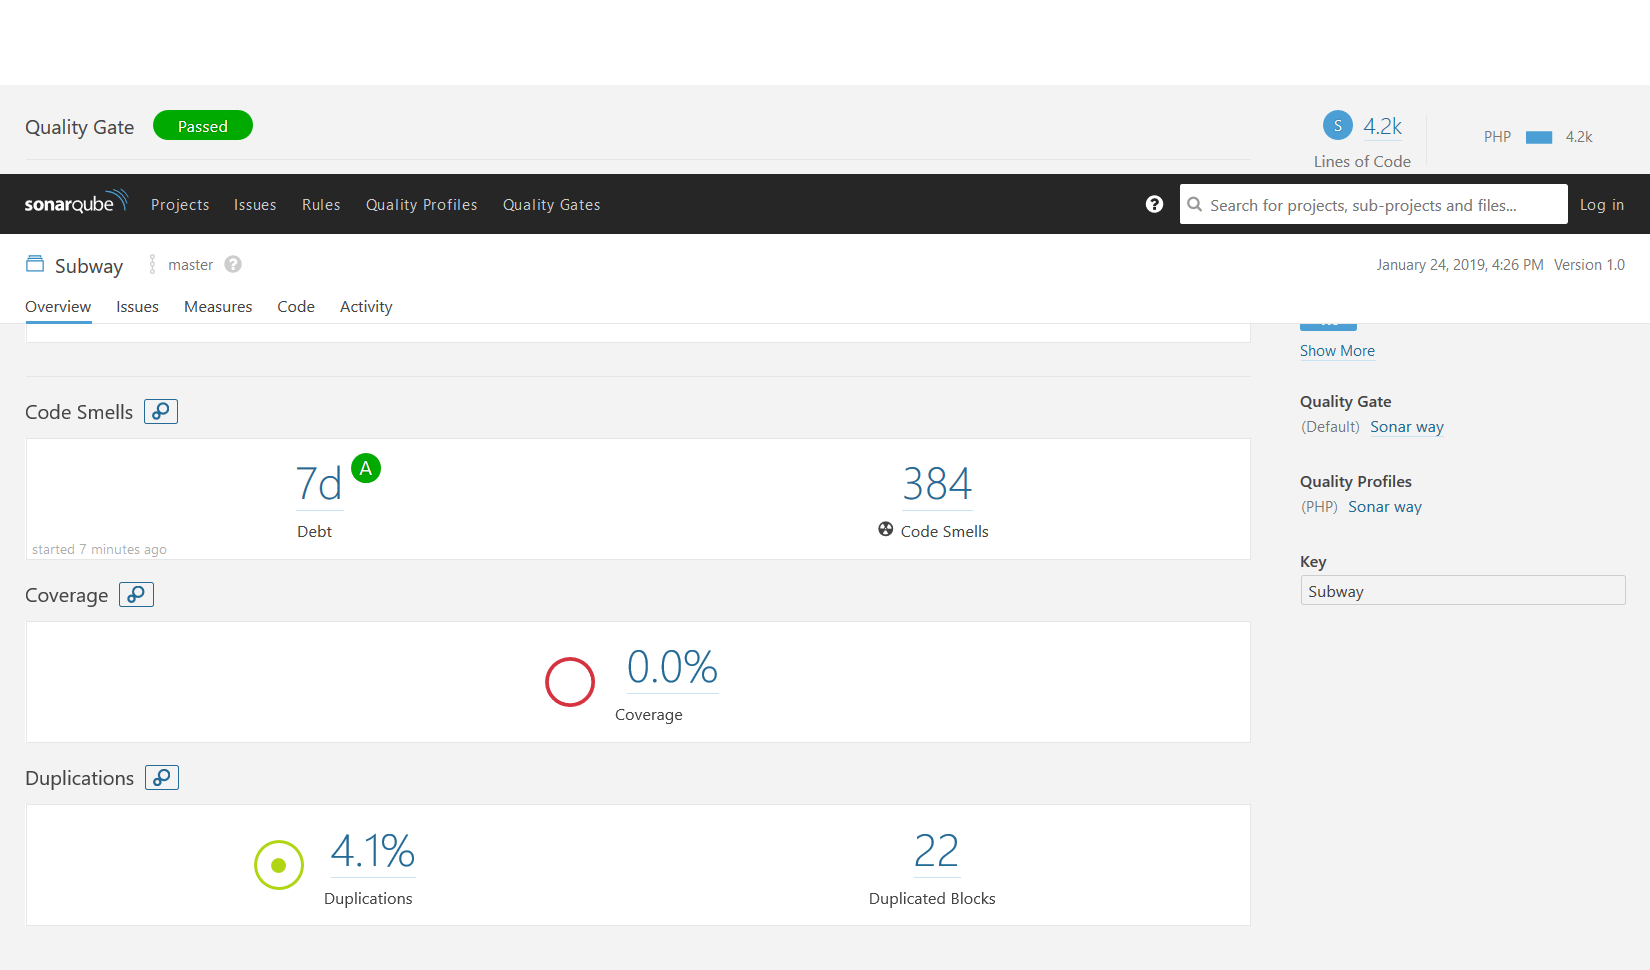 Quality Gate Passed
S 4.2k
Lines of Code
PHP 4.2k
sonarqube Projects Issues Rules Quality Profiles Quality Gates
? Search for projects, sub-projects and files... Log in
Subway master ?
January 24, 2019, 4:26 PM Version 1.0
Overview Issues Measures Code Activity
Show More
Code Smells
7d A
Debt
384
Code Smells
started 7 minutes ago
Coverage
0.0%
Coverage
Duplications
4.1%
Duplications
22
Duplicated Blocks
Quality Gate
(Default) Sonar way
Quality Profiles
(PHP) Sonar way
Key
Subway